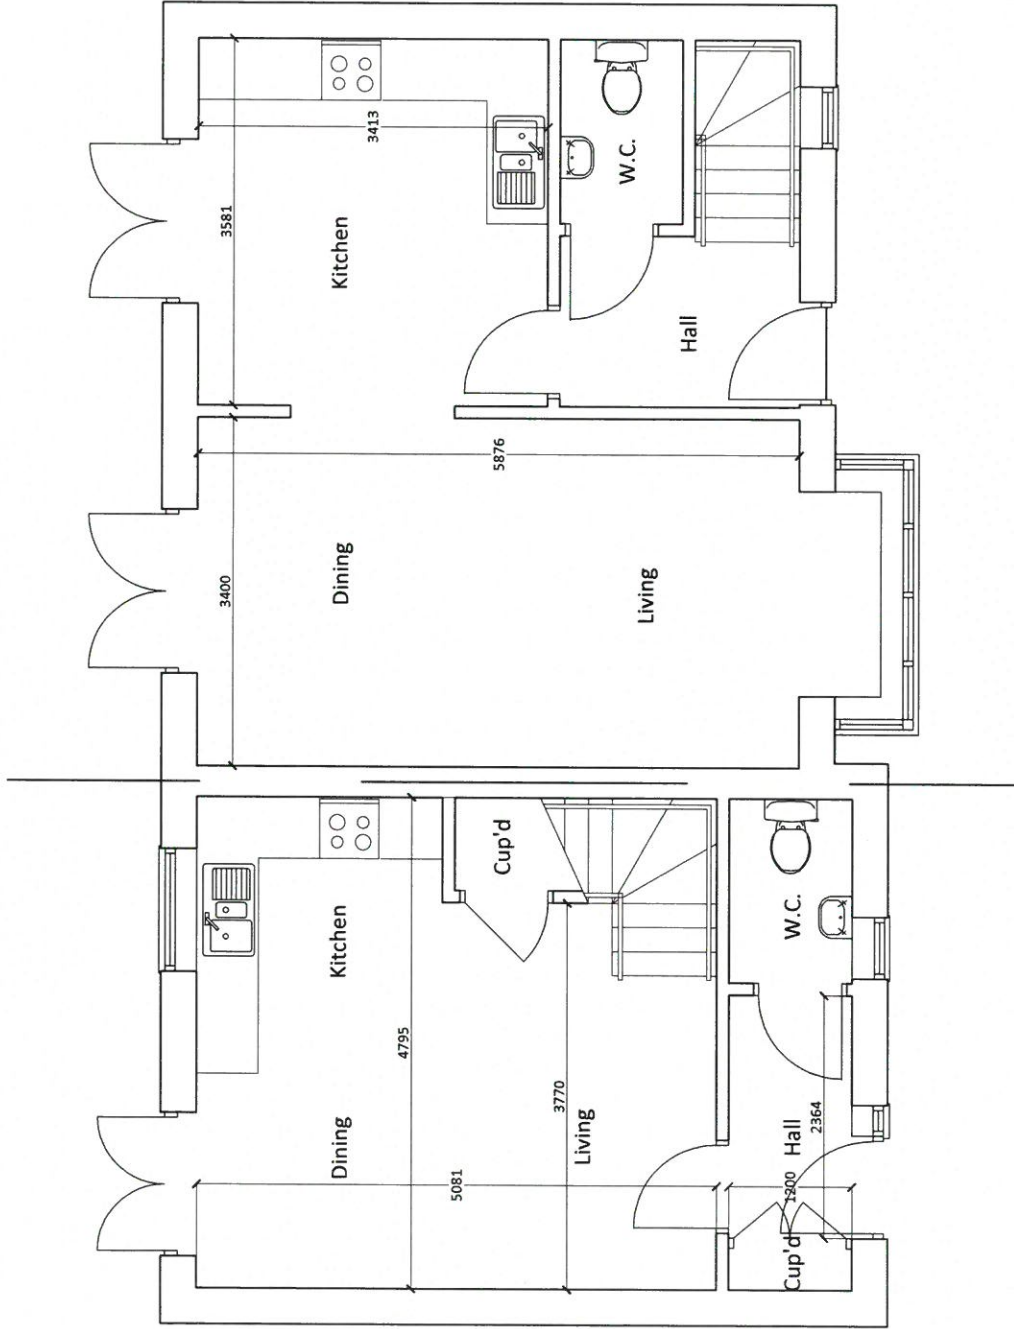 3400
3581
Dining
Kitchen
Dining
Kitchen
3413
4795
5081
5876
Cup'd
3770
Living
Living
W.C.
Hall
Cup'd
1200
Hall
W.C.
2364